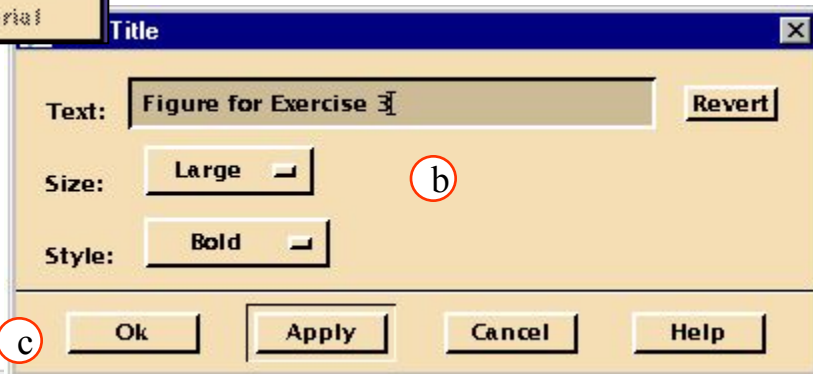 Title
Text: Figure for Exercise 3 Revert
Size: Large b
Style: Bold
c Ok Apply Cancel Help